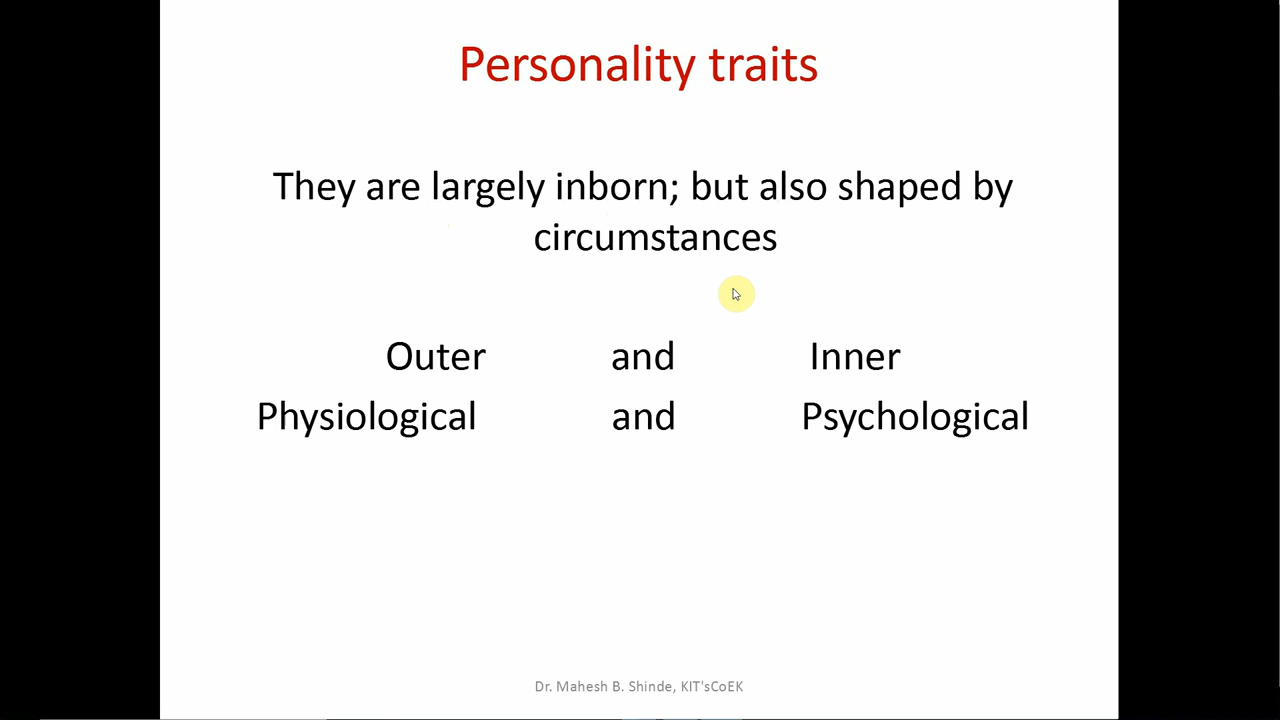 Personality traits
They are largely inborn; but also shaped by
circumstances
Outer and Inner
Physiological and Psychological
Dr. Mahesh B. Shinde, KIT'sCoEK